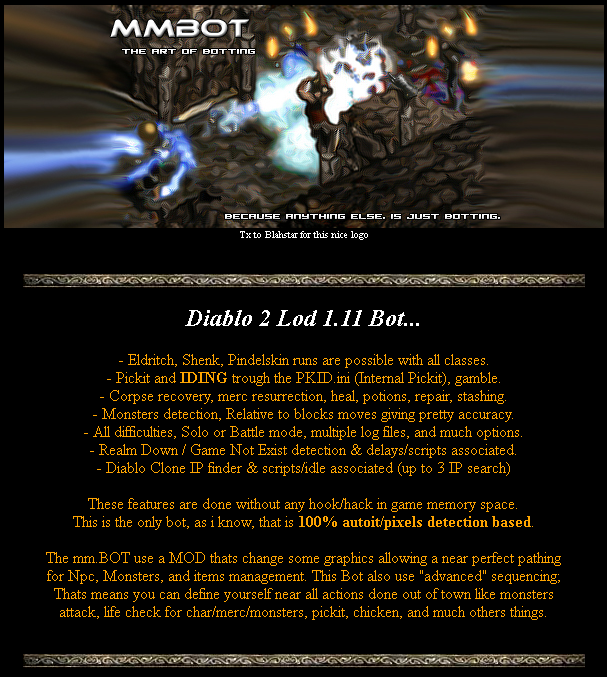 MMBOT
THE ART OF BOTTING
BECAUSE ANYTHING ELSE, IS JUST BOTTING.
Tx to Blahstar for this nice logo
Diablo 2 Lod 1.11 Bot...
- Eldritch, Shenk, Pindelskin runs are possible with all classes.
- Pickit and IDING trough the PKID.ini (Internal Pickit), gamble.
- Corpse recovery, merc resurrection, heal, potions, repair, stashing.
- Monsters detection, Relative to blocks moves giving pretty accuracy.
- All difficulties, Solo or Battle mode, multiple log files, and much options.
- Realm Down / Game Not Exist detection & delays/scripts associated.
- Diablo Clone IP finder & scripts/idle associated (up to 3 IP search)
These features are done without any hook/hack in game memory space.
This is the only bot, as i know, that is 100% autoit/pixels detection based.
The mm.BOT use a MOD thats change some graphics allowing a near perfect pathing
for Npc, Monsters, and items management. This Bot also use "advanced" sequencing;
Thats means you can define yourself near all actions done out of town like monsters
attack, life check for char/merc/monsters, pickit, chicken, and much others things.